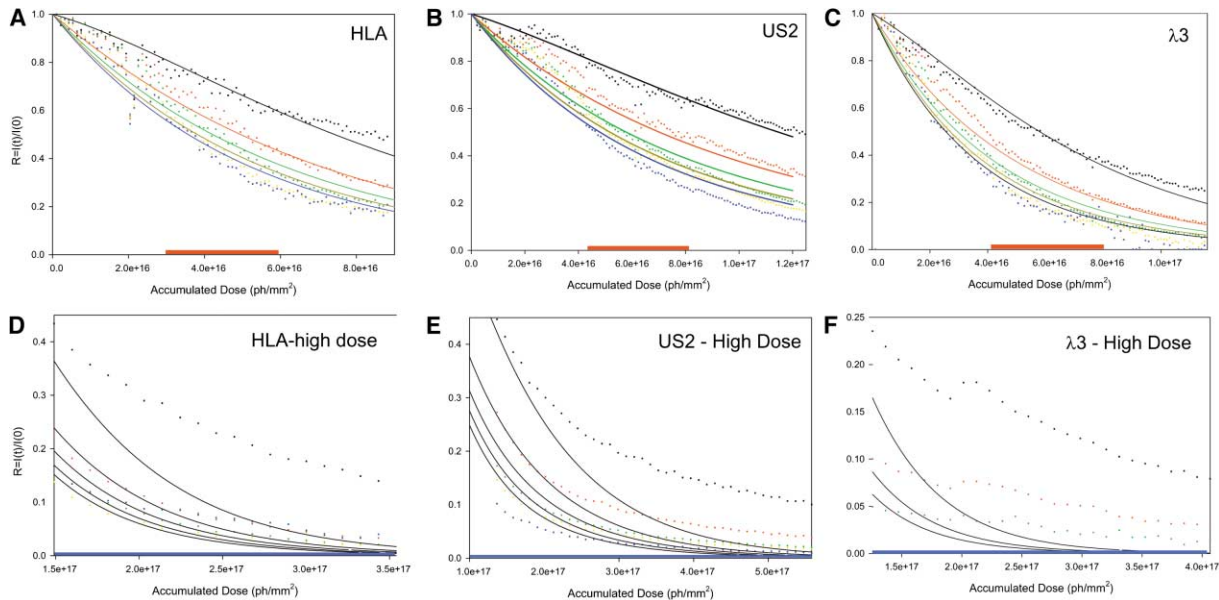 A
HLA
1.0
0.8
0.6
0.4
0.2
0.0
R=I(t)/I(0)
0.0 2.0e+16 4.0e+16 6.0e+16 8.0e+16
Accumulated Dose (ph/mm²)
B
US2
1.0
0.8
0.6
0.4
0.2
0.0
0.0 2e+16 4e+16 6e+16 8e+16 1.0e+17 1.2e+17
Accumulated Dose (ph/mm²)
C
λ3
1.0
0.8
0.6
0.4
0.2
0.0
0.0 2.0e+16 4.0e+16 6.0e+16 8.0e+16 1.0e+17
Accumulated Dose (ph/mm²)
D
HLA-high dose
0.4
0.3
0.2
0.1
0.0
R=I(t)/I(0)
1.5e+17 2.0e+17 2.5e+17 3.0e+17 3.5e+17
Accumulated Dose (ph/mm²)
E
US2 - High Dose
0.4
0.3
0.2
0.1
0.0
1.0e+17 2.0e+17 3.0e+17 4.0e+17 5.0e+17
Accumulated Dose (ph/mm²)
F
λ3 - High Dose
0.25
0.20
0.15
0.10
0.05
0.00
1.5e+17 2.0e+17 2.5e+17 3.0e+17 3.5e+17 4.0e+17
Accumulated Dose (ph/mm²)